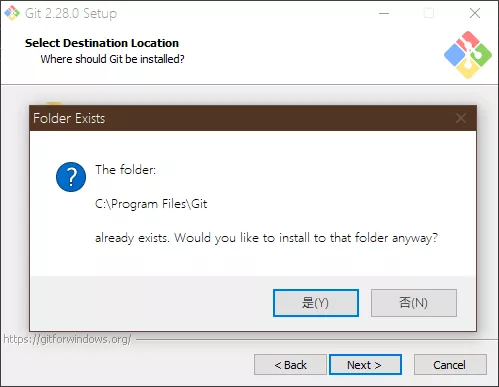 Git 2.28.0 Setup
Select Destination Location
Where should Git be installed?
Folder Exists
The folder:
C:\Program Files\Git
already exists. Would you like to install to that folder anyway?
是(Y)
否(N)
https://gitforwindows.org/
< Back
Next >
Cancel